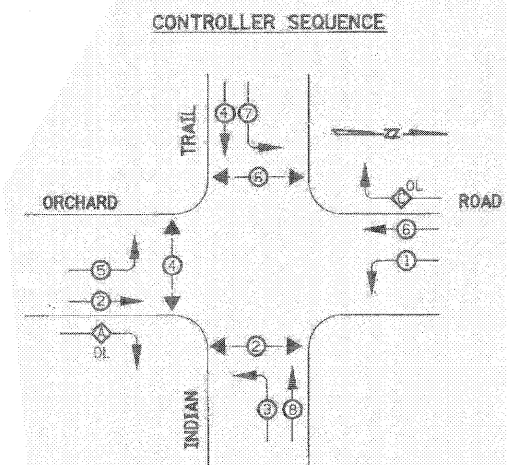 CONTROLLER SEQUENCE
TRAIL
4
7
Z
6
OL
C
ORCHARD
ROAD
6
5
4
1
2
A
OL
2
INDIAN
3
8